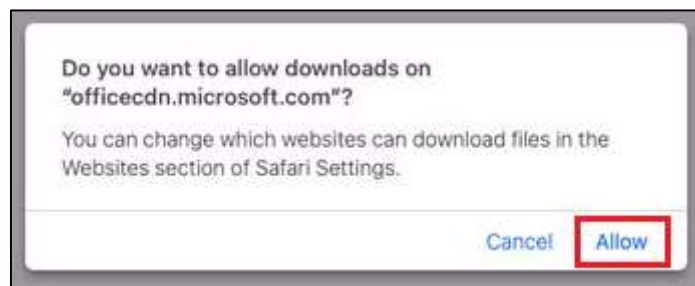 Do you want to allow downloads on
“officecdn.microsoft.com”?
You can change which websites can download files in the
Websites section of Safari Settings.
Cancel Allow